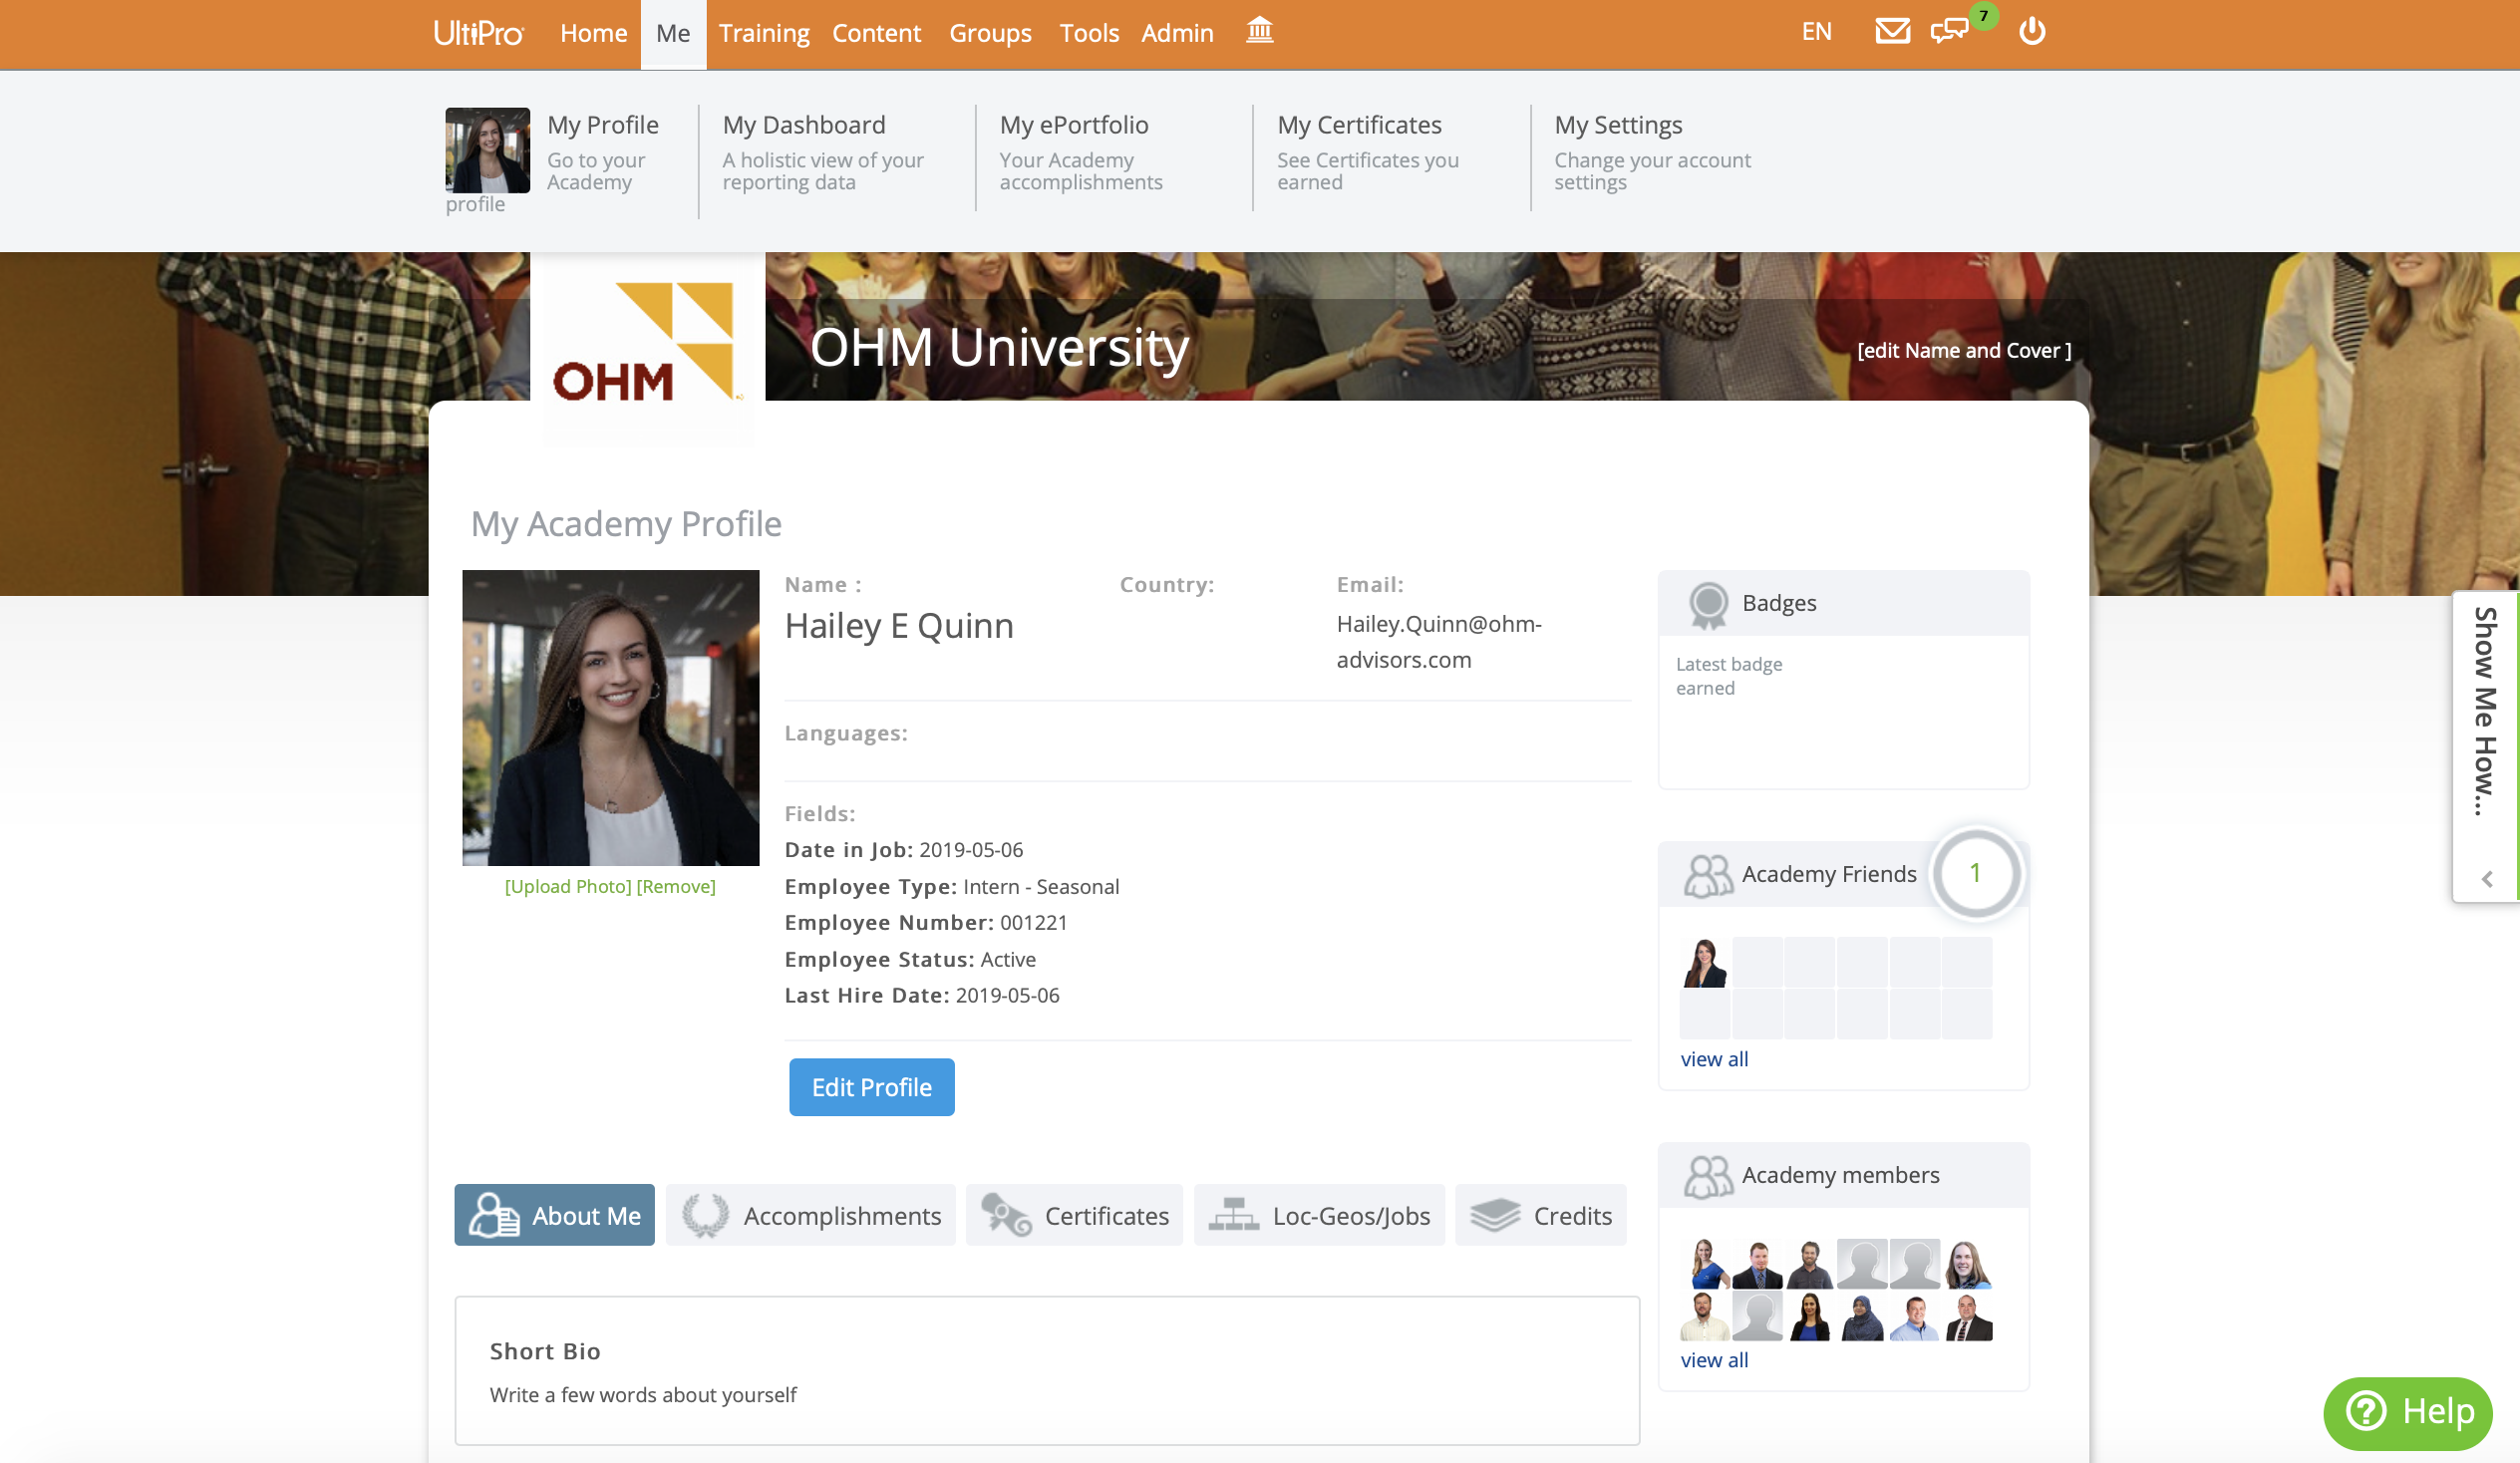 UltiPro Home Me Training Content Groups Tools Admin EN 7
My Profile
Go to your
Academy
profile
My Dashboard
A holistic view of your
reporting data
My ePortfolio
Your Academy
accomplishments
My Certificates
See Certificates you
earned
My Settings
Change your account
settings
OHM
OHM University
[edit Name and Cover ]
My Academy Profile
[Upload Photo] [Remove]
Name :
Hailey E Quinn
Country:
Email:
Hailey.Quinn@ohm-
advisors.com
Languages:
Fields:
Date in Job: 2019-05-06
Employee Type: Intern - Seasonal
Employee Number: 001221
Employee Status: Active
Last Hire Date: 2019-05-06
Edit Profile
Badges
Latest badge
earned
Academy Friends 1
view all
Academy members
view all
About Me Accomplishments Certificates Loc-Geos/Jobs Credits
Short Bio
Write a few words about yourself
Show Me How...
Help